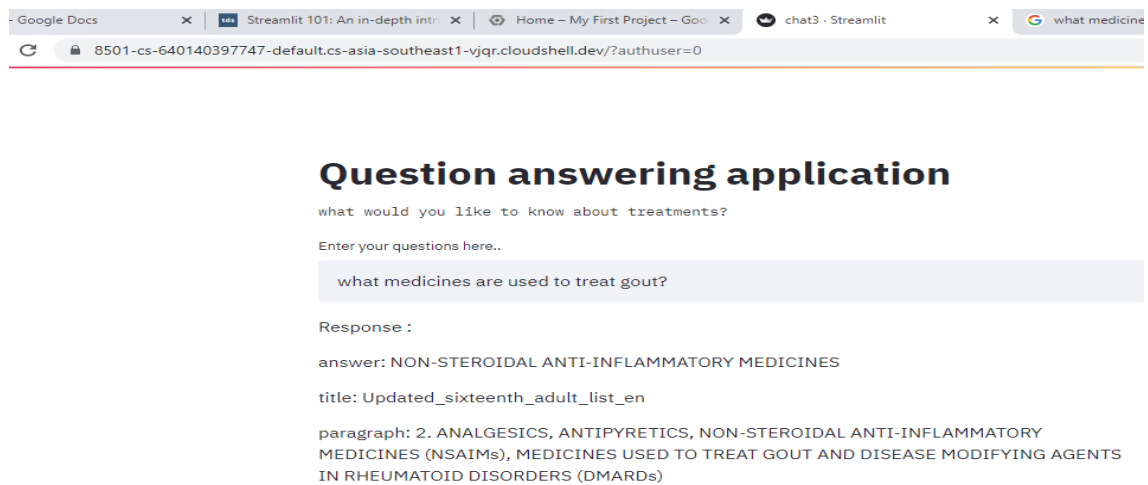 - Google Docs
tds Streamlit 101: An in-depth intr
Home – My First Project – Goo
chat3 · Streamlit
G what medicine
8501-cs-640140397747-default.cs-asia-southeast1-vjqr.cloudshell.dev/?authuser=0
Question answering application
what would you like to know about treatments?
Enter your questions here..
what medicines are used to treat gout?
Response :
answer: NON-STEROIDAL ANTI-INFLAMMATORY MEDICINES
title: Updated_sixteenth_adult_list_en
paragraph: 2. ANALGESICS, ANTIPYRETICS, NON-STEROIDAL ANTI-INFLAMMATORY
MEDICINES (NSAIMs), MEDICINES USED TO TREAT GOUT AND DISEASE MODIFYING AGENTS
IN RHEUMATOID DISORDERS (DMARDs)